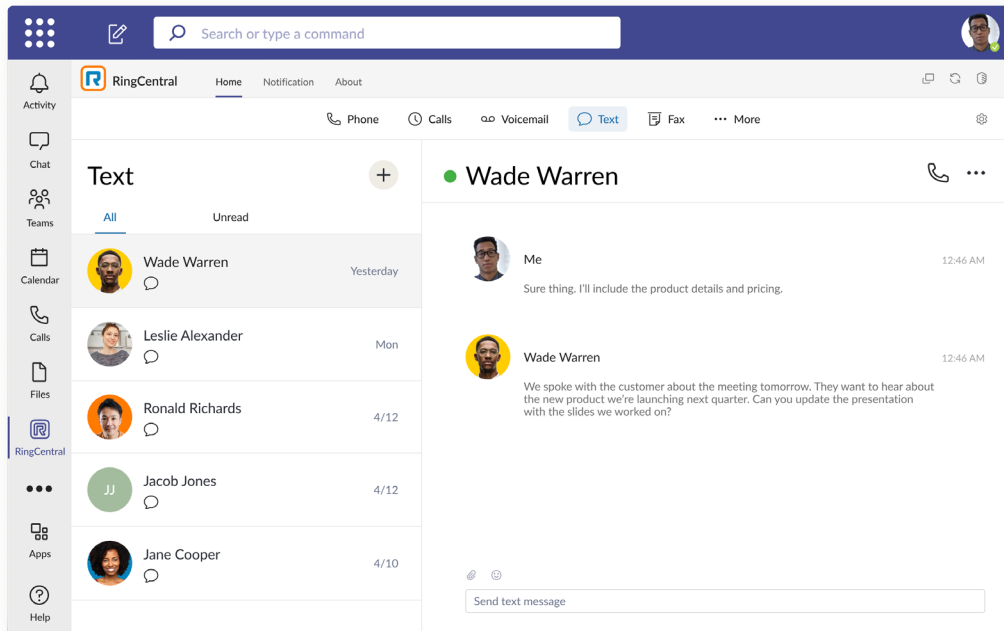 Search or type a command
RingCentral
Home
Notification
About
Activity
Chat
Teams
Calendar
Calls
Files
RingCentral
Apps
Help
Phone
Calls
Voicemail
Text
Fax
More
Text
All
Unread
Wade Warren
Yesterday
Leslie Alexander
Mon
Ronald Richards
4/12
JJ
Jacob Jones
4/12
Jane Cooper
4/10
Wade Warren
Me
12:46 AM
Sure thing. I'll include the product details and pricing.
Wade Warren
12:46 AM
We spoke with the customer about the meeting tomorrow. They want to hear about
the new product we're launching next quarter. Can you update the presentation
with the slides we worked on?
Send text message